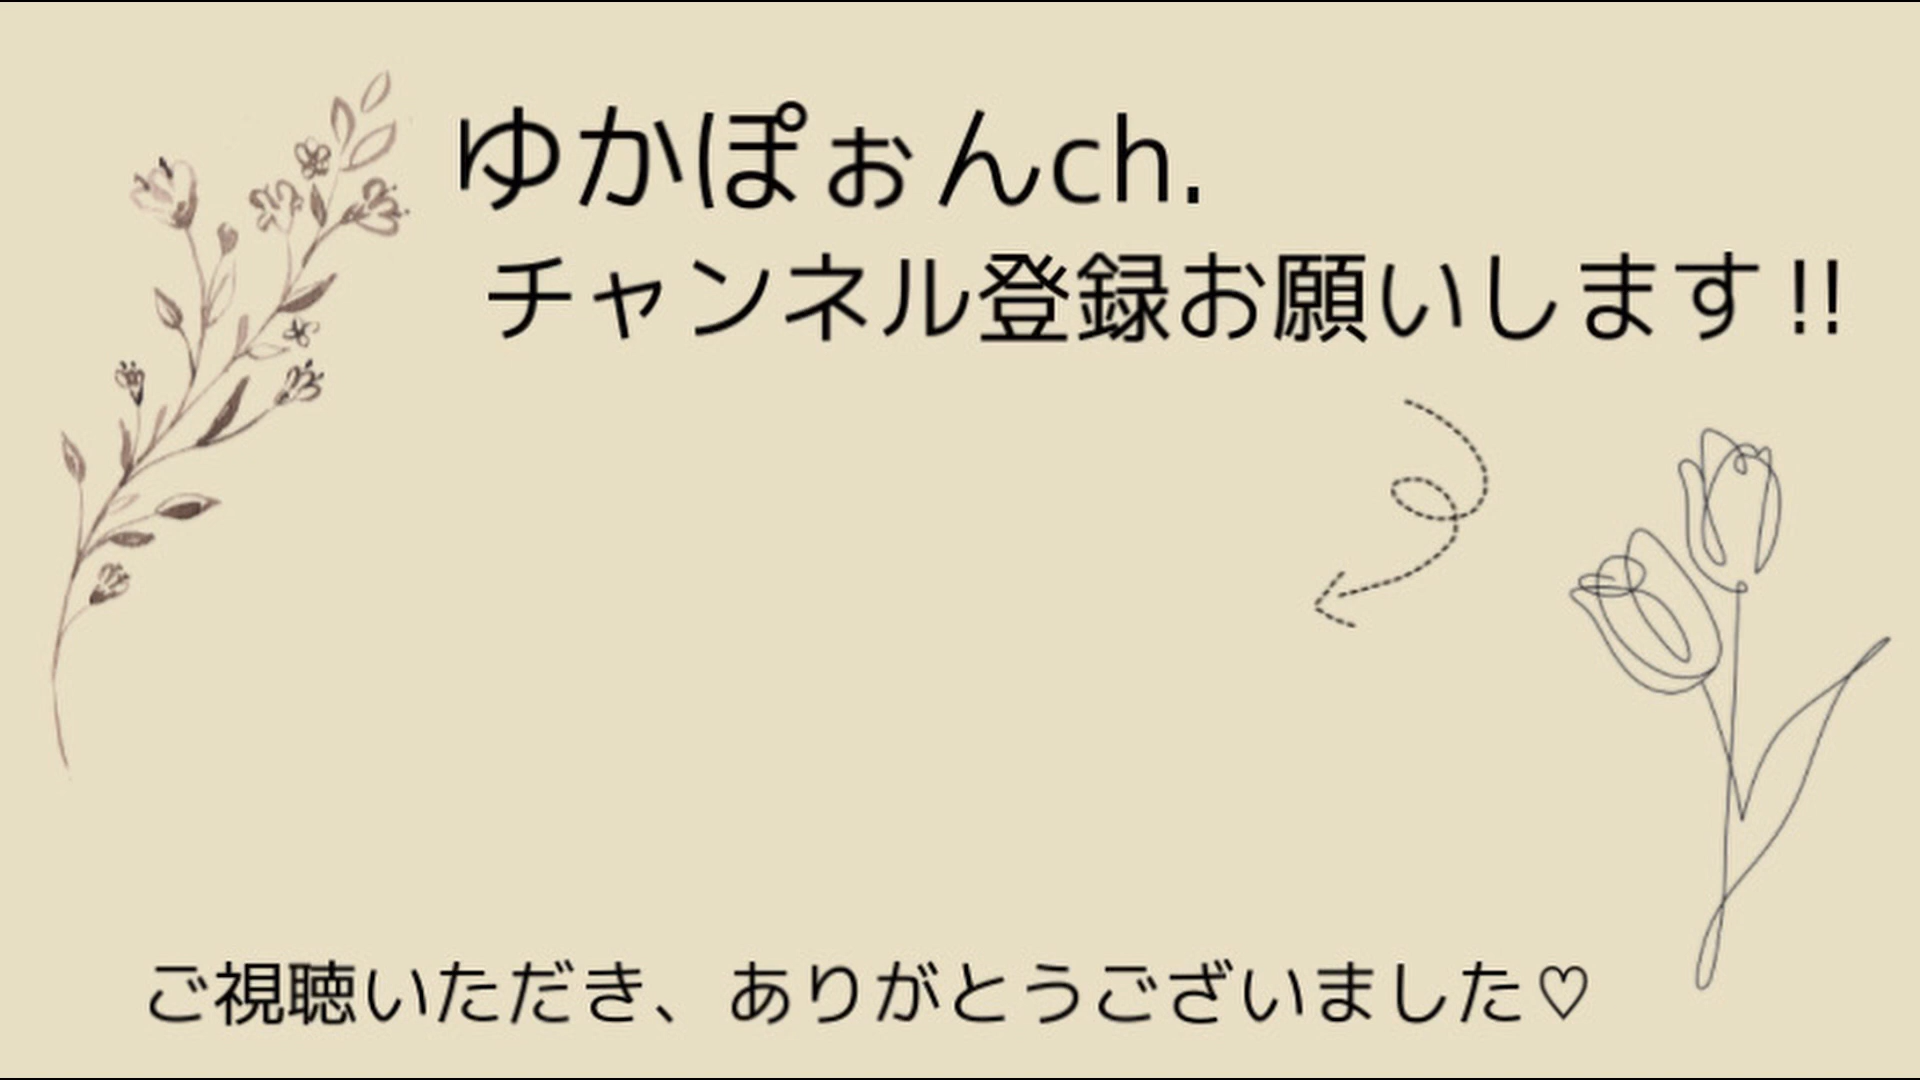 ゆかぽぉんch.
チャンネル登録お願いします!!
ご視聴いただき、ありがとうございました♡